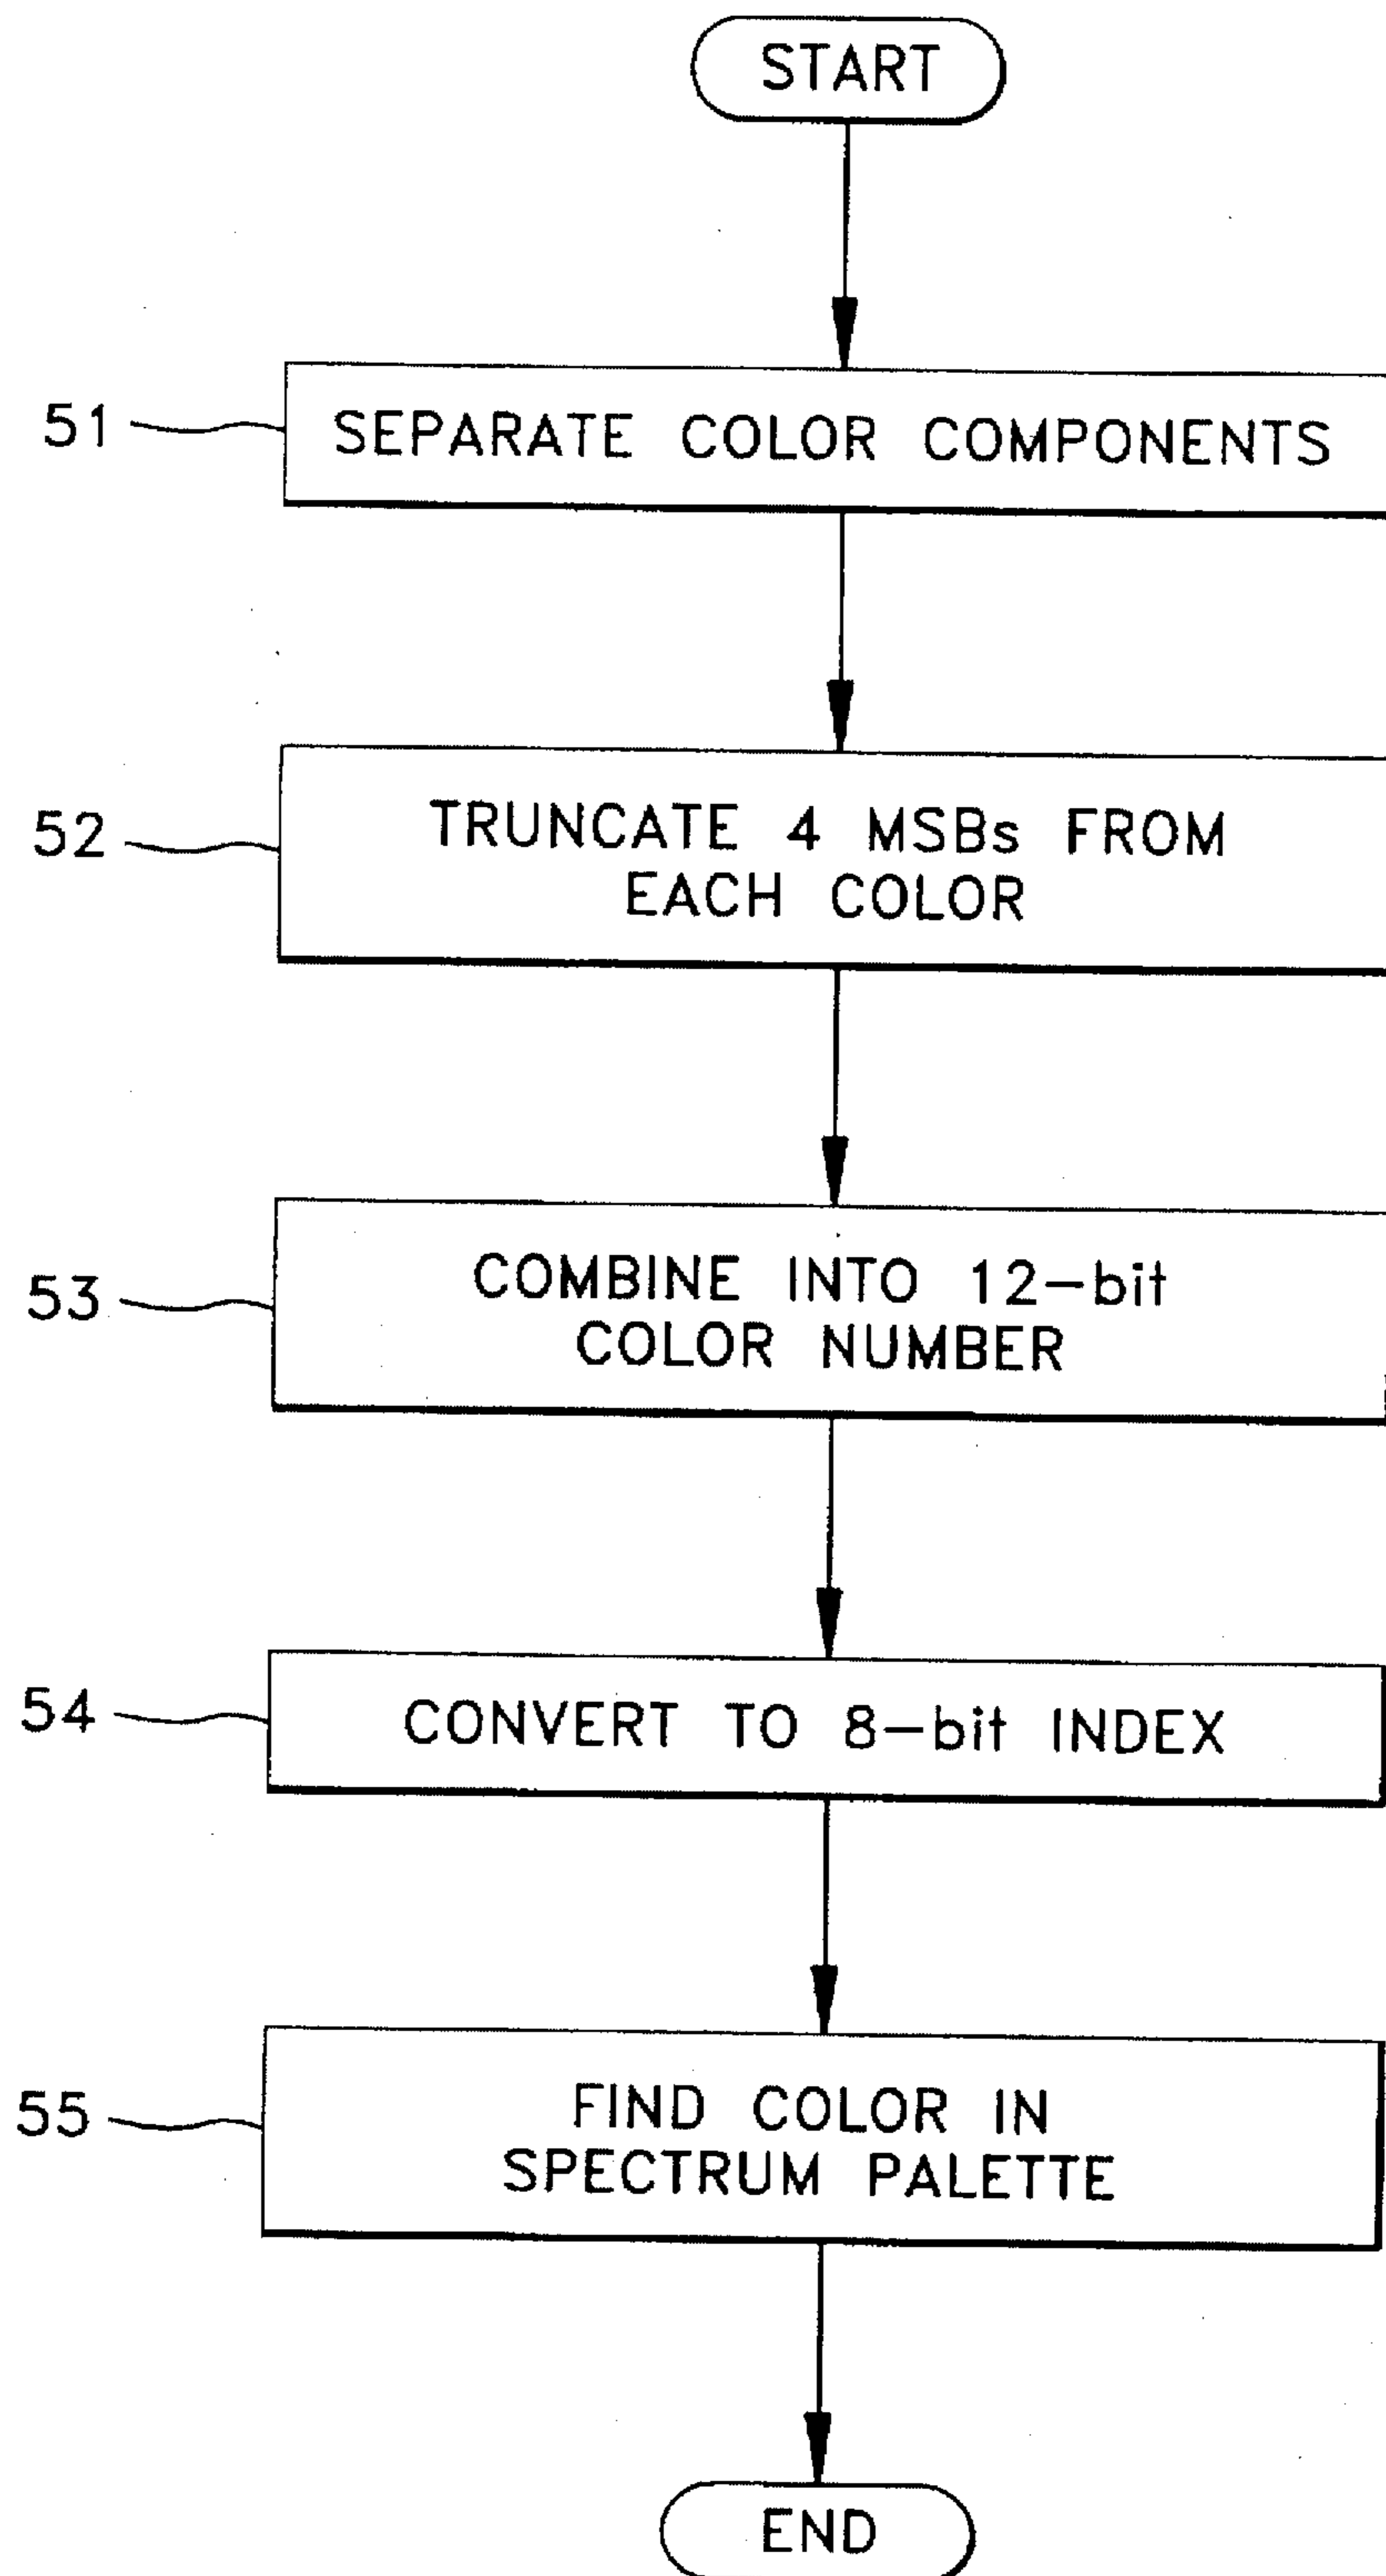 START
51
SEPARATE COLOR COMPONENTS
52
TRUNCATE 4 MSBs FROM
EACH COLOR
53
COMBINE INTO 12-bit
COLOR NUMBER
54
CONVERT TO 8-bit INDEX
55
FIND COLOR IN
SPECTRUM PALETTE
END